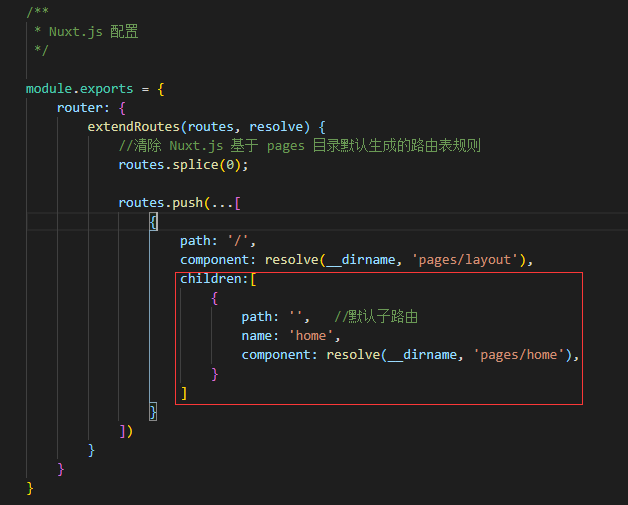 /**
 * Nuxt.js 配置
 */
module.exports = {
    router: {
        extendRoutes(routes, resolve) {
            //清除 Nuxt.js 基于 pages 目录默认生成的路由表规则
            routes.splice(0);
            routes.push(...[
                {
                    path: '/',
                    component: resolve(__dirname, 'pages/layout'),
                    children:[
                        {
                            path: '',   //默认子路由
                            name: 'home',
                            component: resolve(__dirname, 'pages/home'),
                        }
                    ]
                }
            ])
        }
    }
}